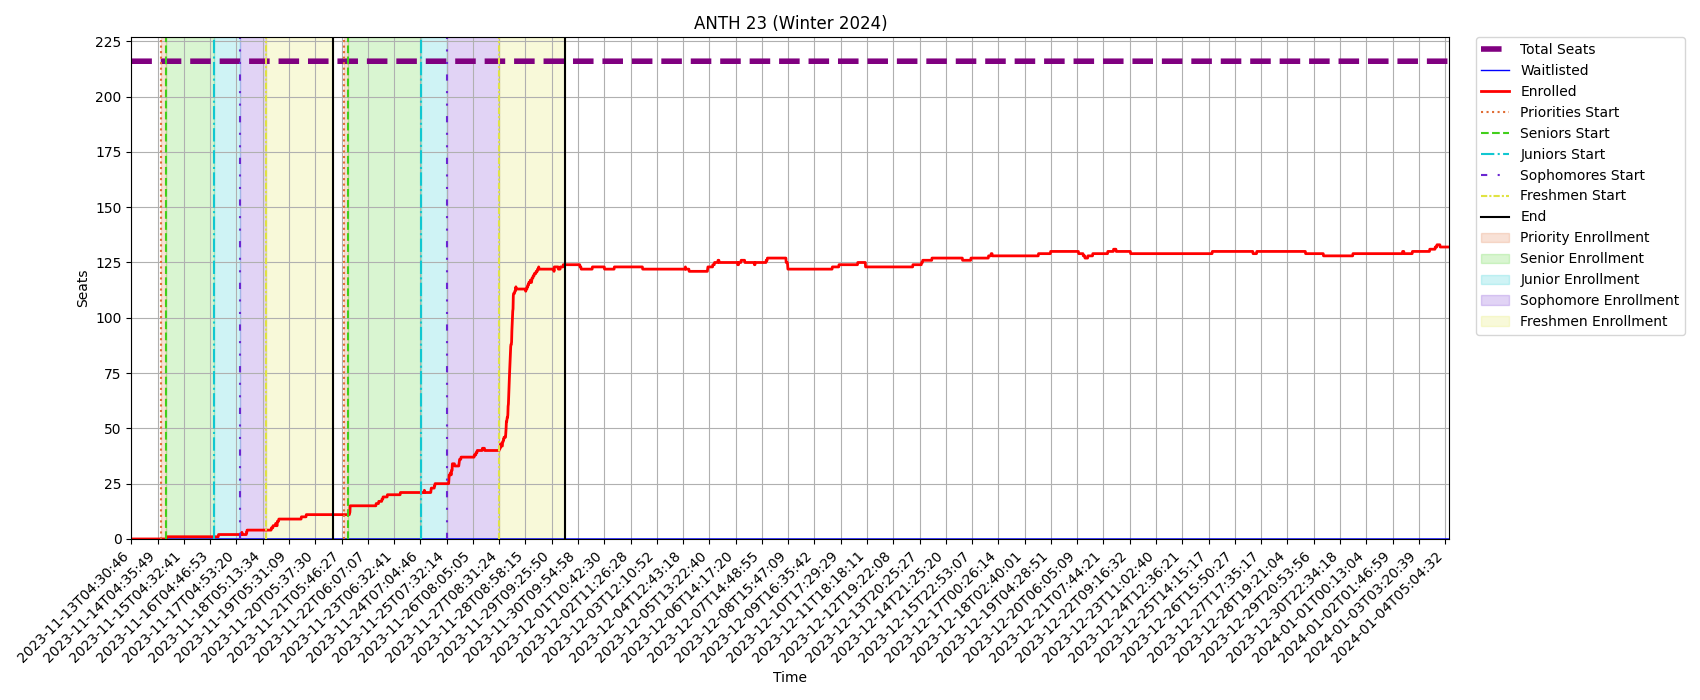 ANTH 23 (Winter 2024)
225
200
175
150
125
100
75
50
25
0
Seats
2023-11-13T04:30:46
2023-11-14T04:35:49
2023-11-15T04:32:41
2023-11-16T04:46:53
2023-11-17T04:53:20
2023-11-18T05:13:34
2023-11-19T05:31:09
2023-11-20T05:37:30
2023-11-21T05:46:27
2023-11-22T06:07:07
2023-11-23T06:32:41
2023-11-24T07:04:46
2023-11-25T07:32:14
2023-11-26T08:05:05
2023-11-27T08:31:24
2023-11-28T08:58:15
2023-11-29T09:25:50
2023-11-30T09:54:58
2023-12-01T10:42:30
2023-12-02T11:26:28
2023-12-03T12:10:52
2023-12-04T12:43:18
2023-12-05T13:22:40
2023-12-06T14:17:20
2023-12-07T14:48:55
2023-12-08T15:47:09
2023-12-09T16:35:42
2023-12-10T17:29:29
2023-12-11T18:18:11
2023-12-12T19:22:08
2023-12-13T20:25:27
2023-12-14T21:25:20
2023-12-15T22:53:07
2023-12-17T00:26:14
2023-12-18T02:40:01
2023-12-19T04:28:51
2023-12-20T06:05:09
2023-12-21T07:44:21
2023-12-22T09:16:32
2023-12-23T11:02:40
2023-12-24T12:36:21
2023-12-25T14:15:17
2023-12-26T15:50:27
2023-12-27T17:35:17
2023-12-28T19:21:04
2023-12-29T20:53:56
2023-12-30T22:34:18
2024-01-01T00:13:04
2024-01-02T01:46:59
2024-01-03T03:20:39
2024-01-04T05:04:32
Time
Total Seats
Waitlisted
Enrolled
Priorities Start
Seniors Start
Juniors Start
Sophomores Start
Freshmen Start
End
Priority Enrollment
Senior Enrollment
Junior Enrollment
Sophomore Enrollment
Freshmen Enrollment